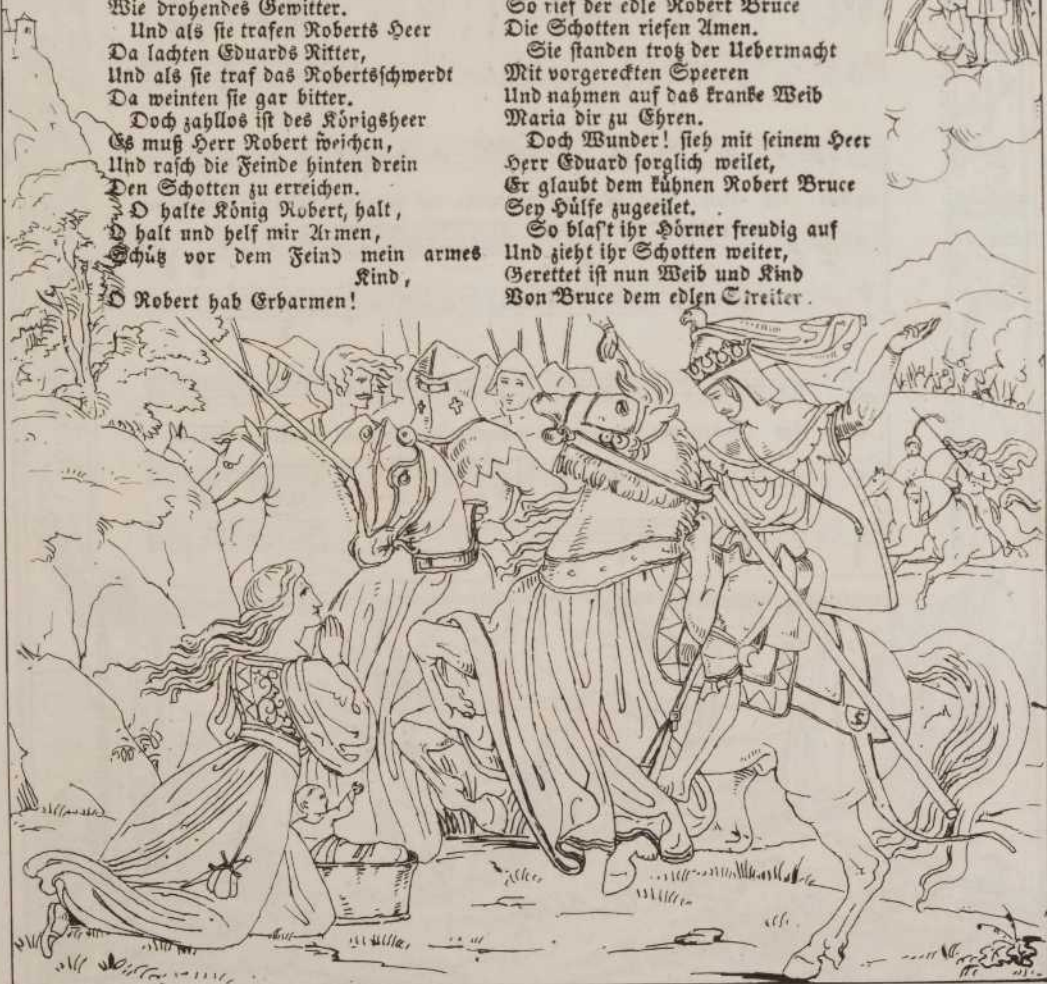 Wie drohendes Gewitter.
Und als sie trafen Roberts Heer
Da lachten Eduards Ritter,
Und als sie traf das Robertsschwerdt
Da weinten sie gar bitter.
Doch zahllos ist des Königsheer
Es muß Herr Robert weichen,
Und rasch die Feinde hinten drein
Den Schotten zu erreichen.
O halte König Robert, halt,
O halt und helf mir Armen,
Schütz vor dem Feind mein armes
Kind,
O Robert hab Erbarmen!
So rief der edle Robert Bruce
Die Schotten riefen Amen.
Sie standen trotz der Uebermacht
Mit vorgereckten Speeren
Und nahmen auf das kranke Weib
Maria dir zu Ehren.
Doch Wunder! sieh mit seinem Heer
Herr Eduard sorglich weilet,
Er glaubt dem kühnen Robert Bruce
Sey Hülfe zugeeilet.
So blas't ihr Hörner freudig auf
Und zieht ihr Schotten weiter,
Gerettet ist nun Weib und Kind
Von Bruce dem edlen Streiter.